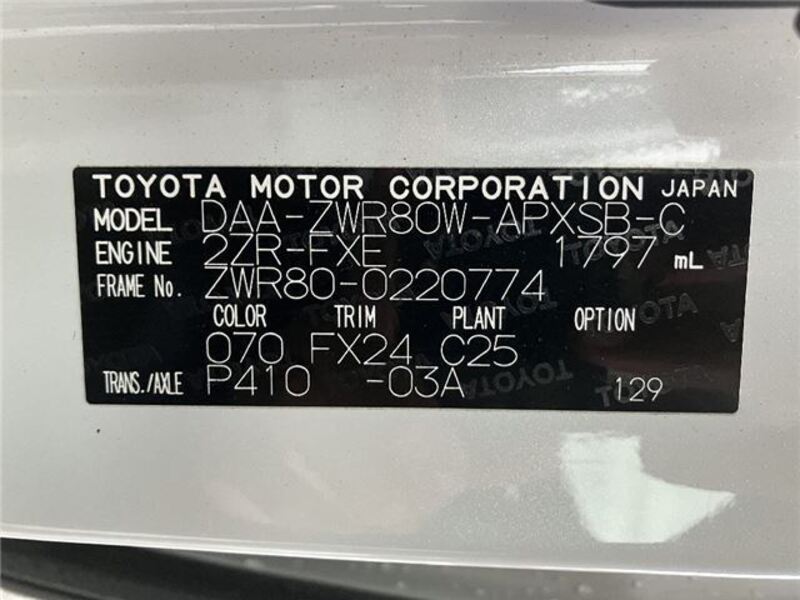 TOYOTA MOTOR CORPORATION JAPAN
MODEL DAA-ZWR80W-APXSB-C
ENGINE 2ZR-FXE 1797 mL
FRAME No. ZWR80-0220774
COLOR TRIM PLANT OPTION
070 FX24 C25
TRANS./AXLE P410 -03A 129